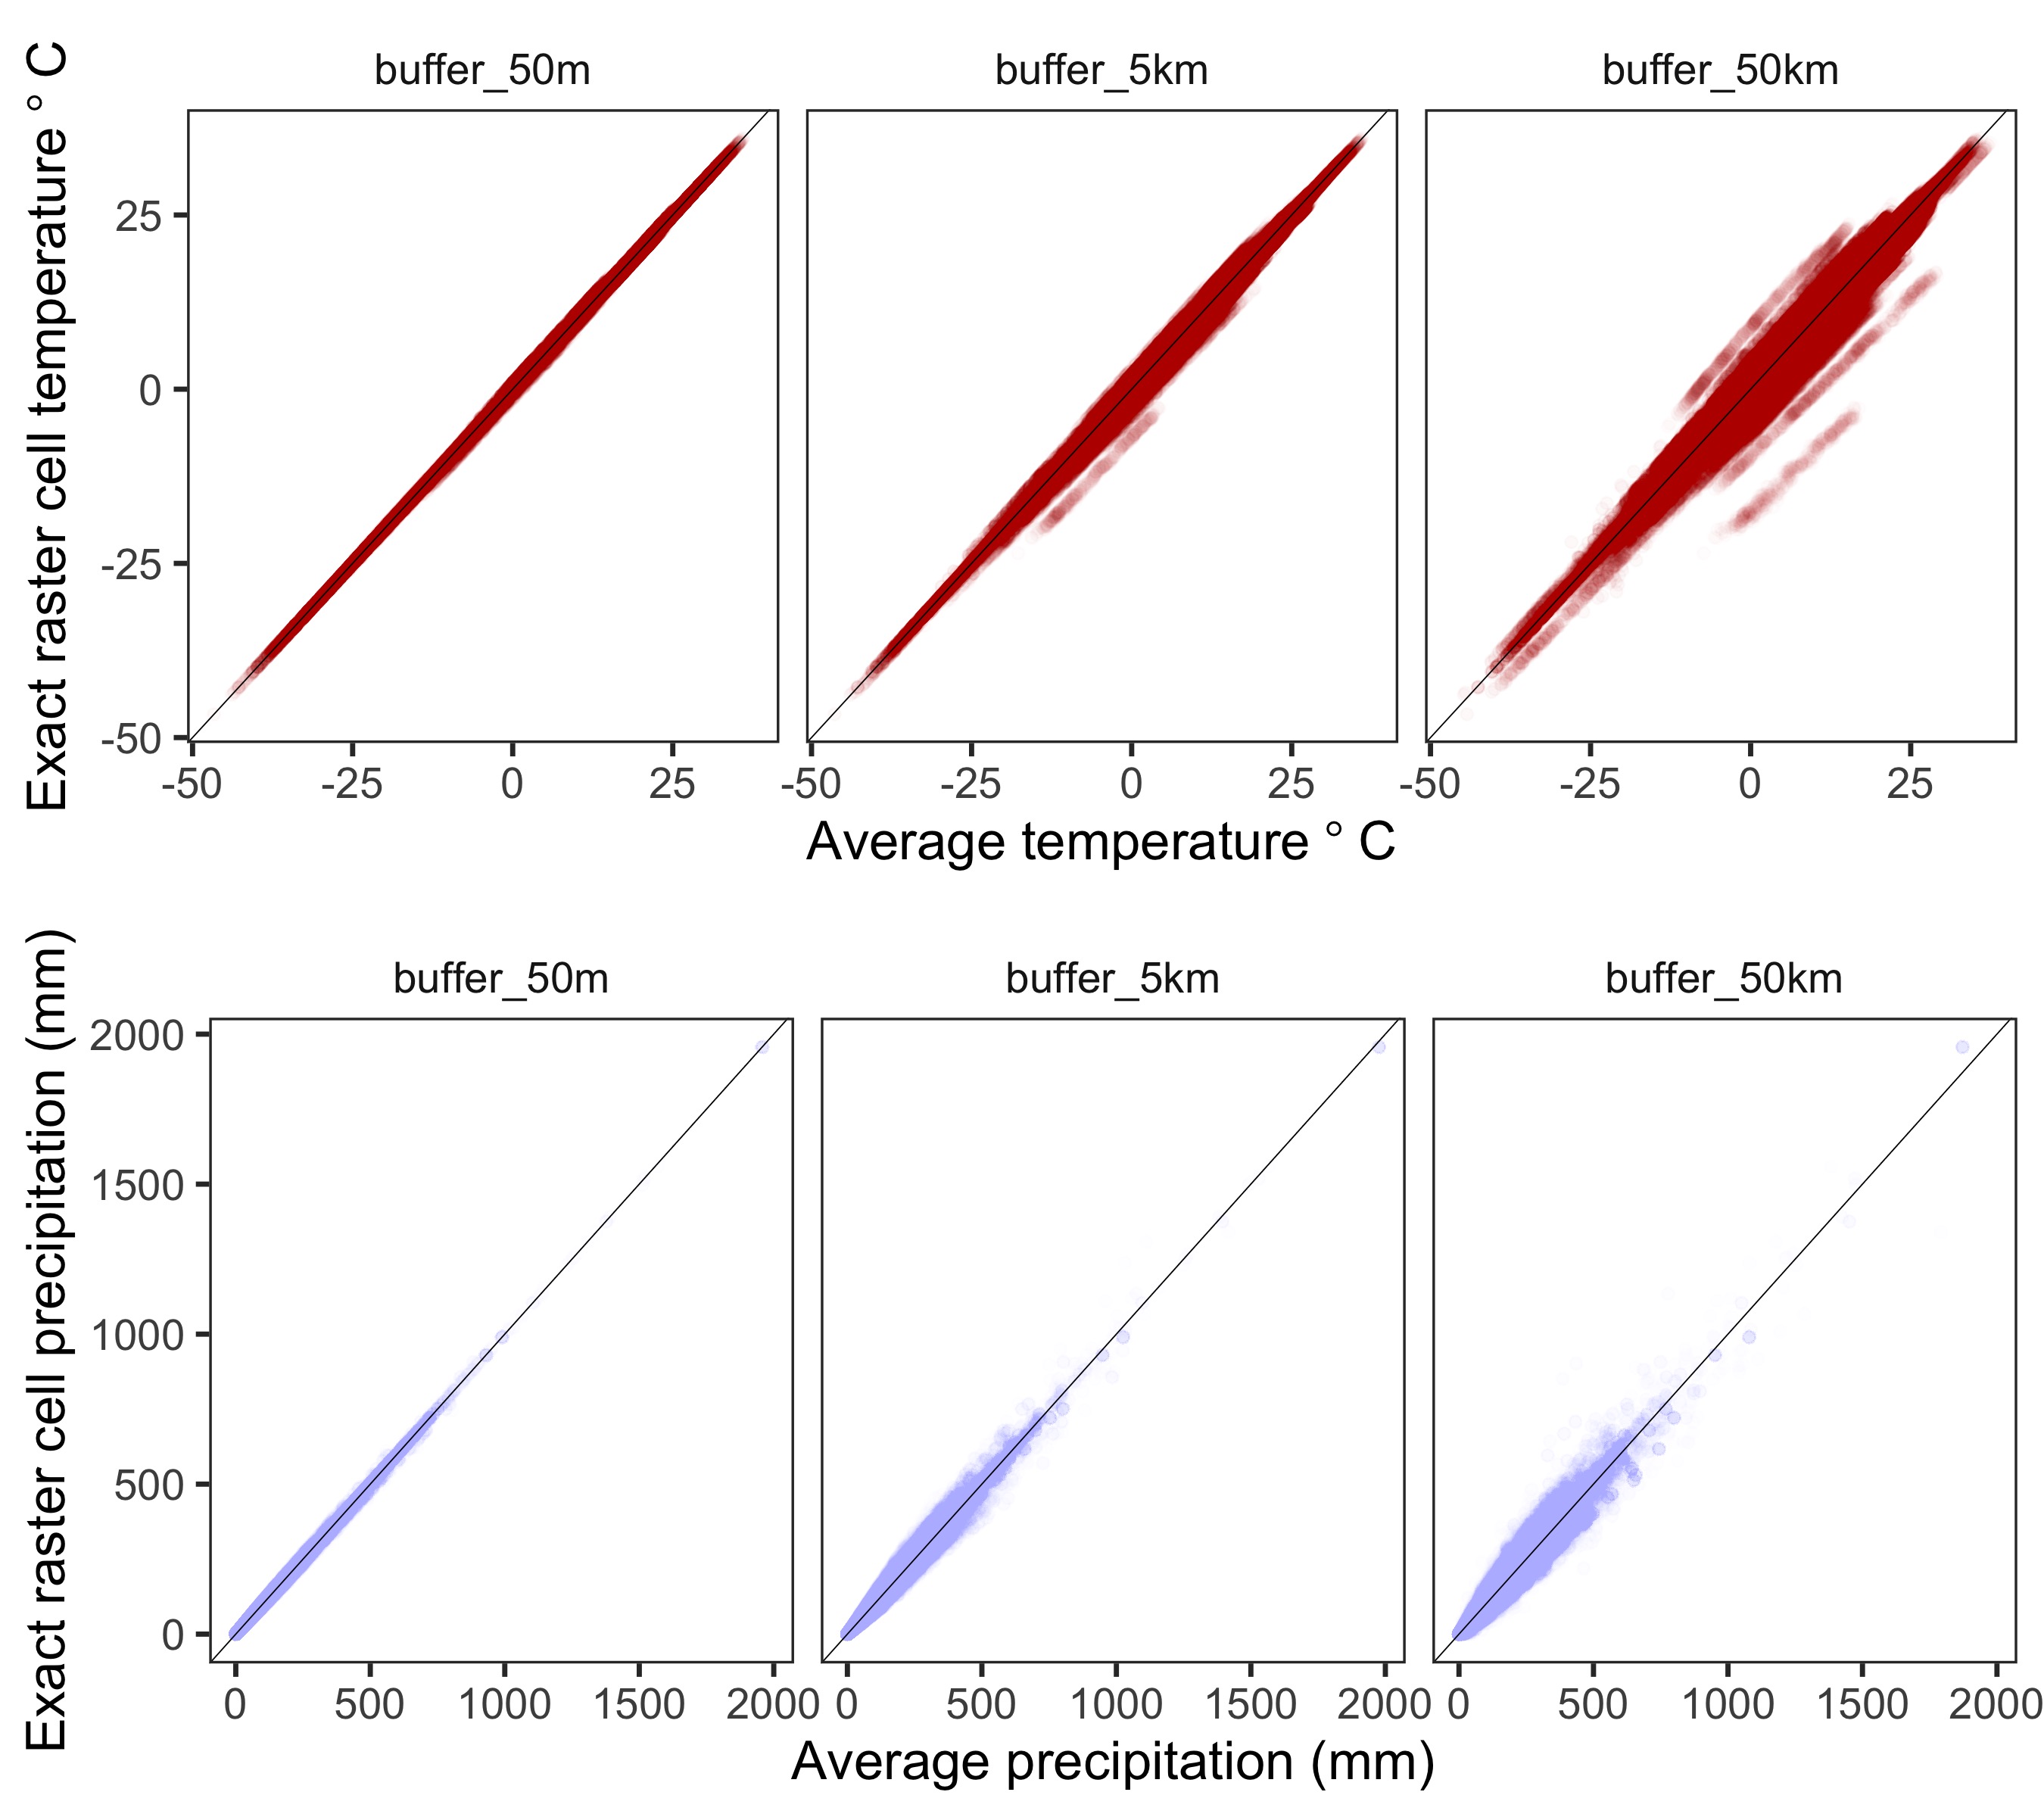 buffer_50m buffer_5km buffer_50km
Exact raster cell temperature ° C
25
0
-25
-50
-50 -25 0 25 -50 -25 0 25 -50 -25 0 25
Average temperature ° C
buffer_50m buffer_5km buffer_50km
Exact raster cell precipitation (mm)
2000
1500
1000
500
0
0 500 1000 1500 2000 0 500 1000 1500 2000 0 500 1000 1500 2000
Average precipitation (mm)